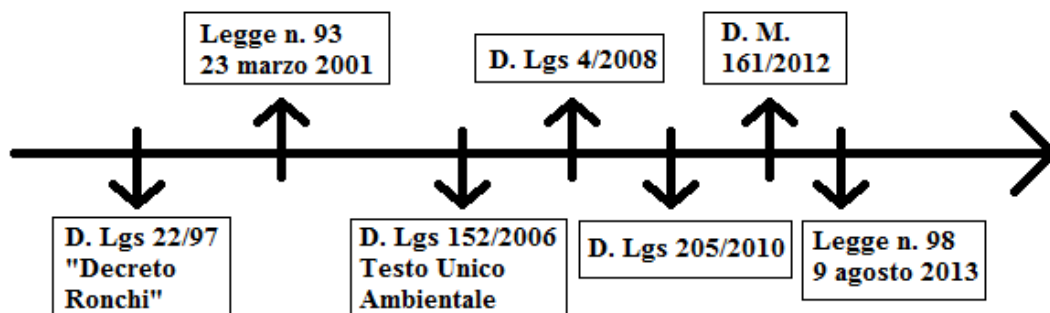 Legge n. 93
23 marzo 2001
D. Lgs 4/2008
D. M.
161/2012
D. Lgs 22/97
"Decreto
Ronchi"
D. Lgs 152/2006
Testo Unico
Ambientale
D. Lgs 205/2010
Legge n. 98
9 agosto 2013